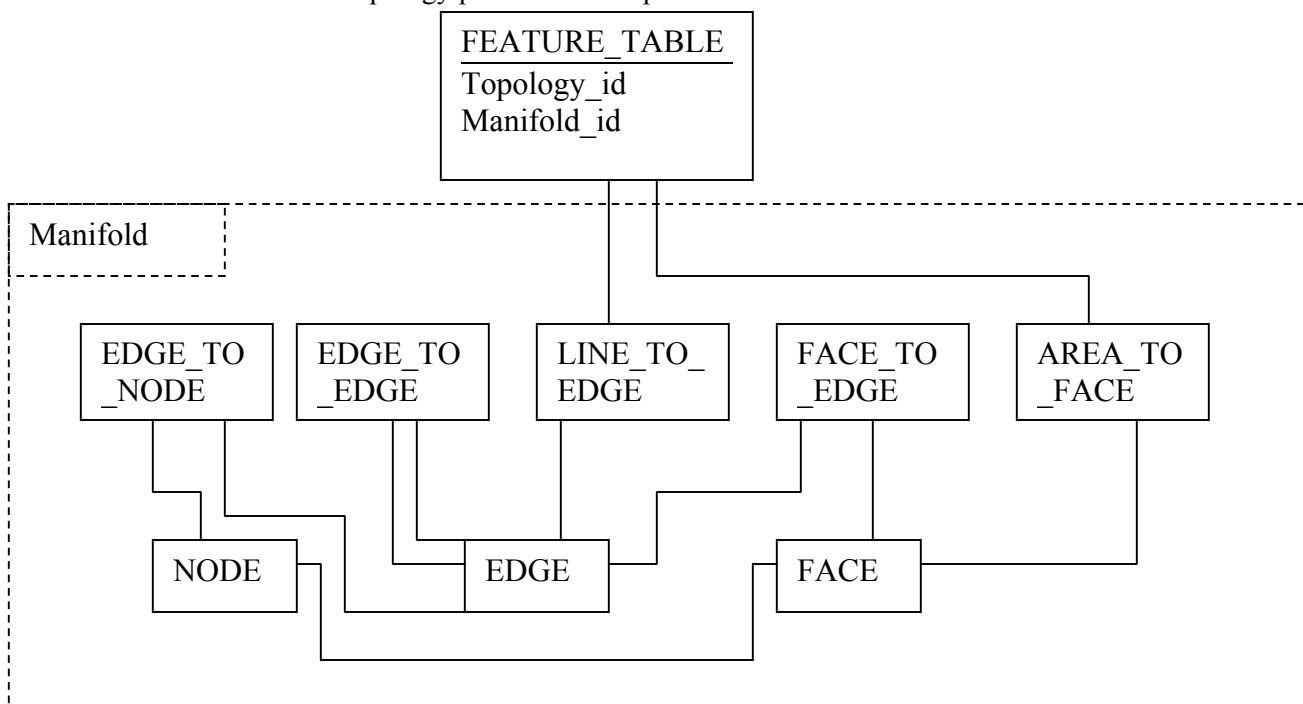 FEATURE_TABLE
Topology_id
Manifold_id
Manifold
EDGE_TO
_NODE
EDGE_TO
_EDGE
LINE_TO_
EDGE
FACE_TO
_EDGE
AREA_TO
_FACE
NODE
EDGE
FACE